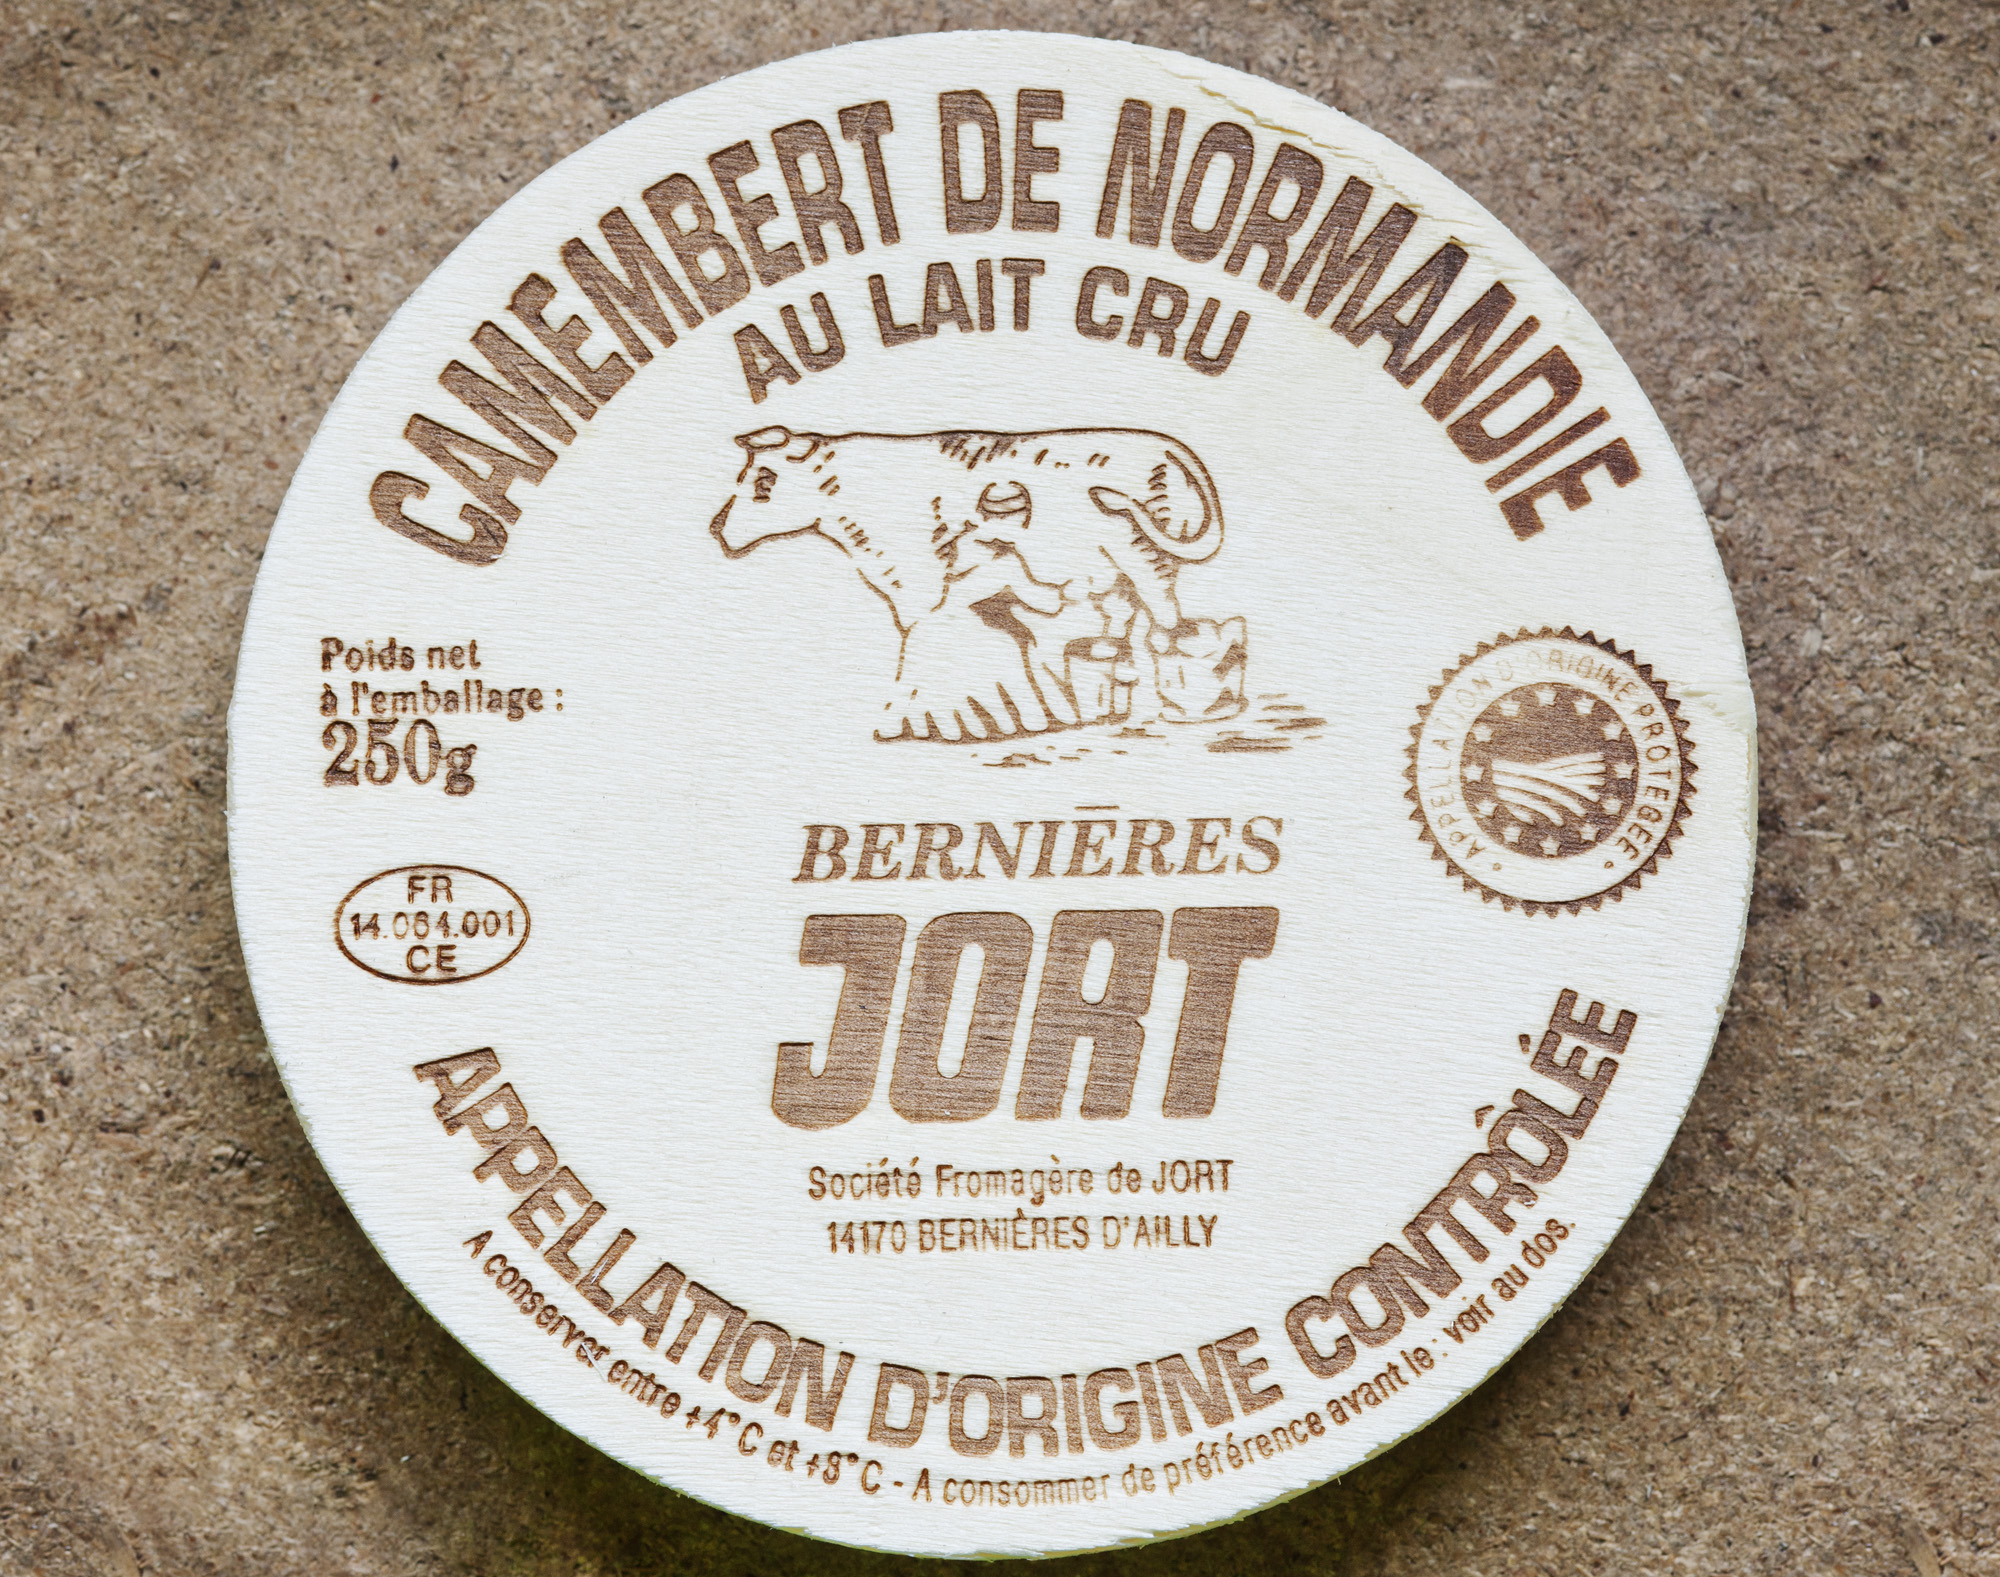 CAMEMBERT DE NORMANDIE
AU LAIT CRU
Poids net
à l'emballage :
250g
APPELLATION D'ORIGINE PROTÉGÉE
FR
14.064.001
CE
BERNIĒRES
JORT
Société Fromagère de JORT
14170 BERNIÈRES D'AILLY
APPELLATION D'ORIGINE CONTRÔLÉE
A conserver entre +4°C et +8°C - A consommer de préférence avant le : voir au dos.